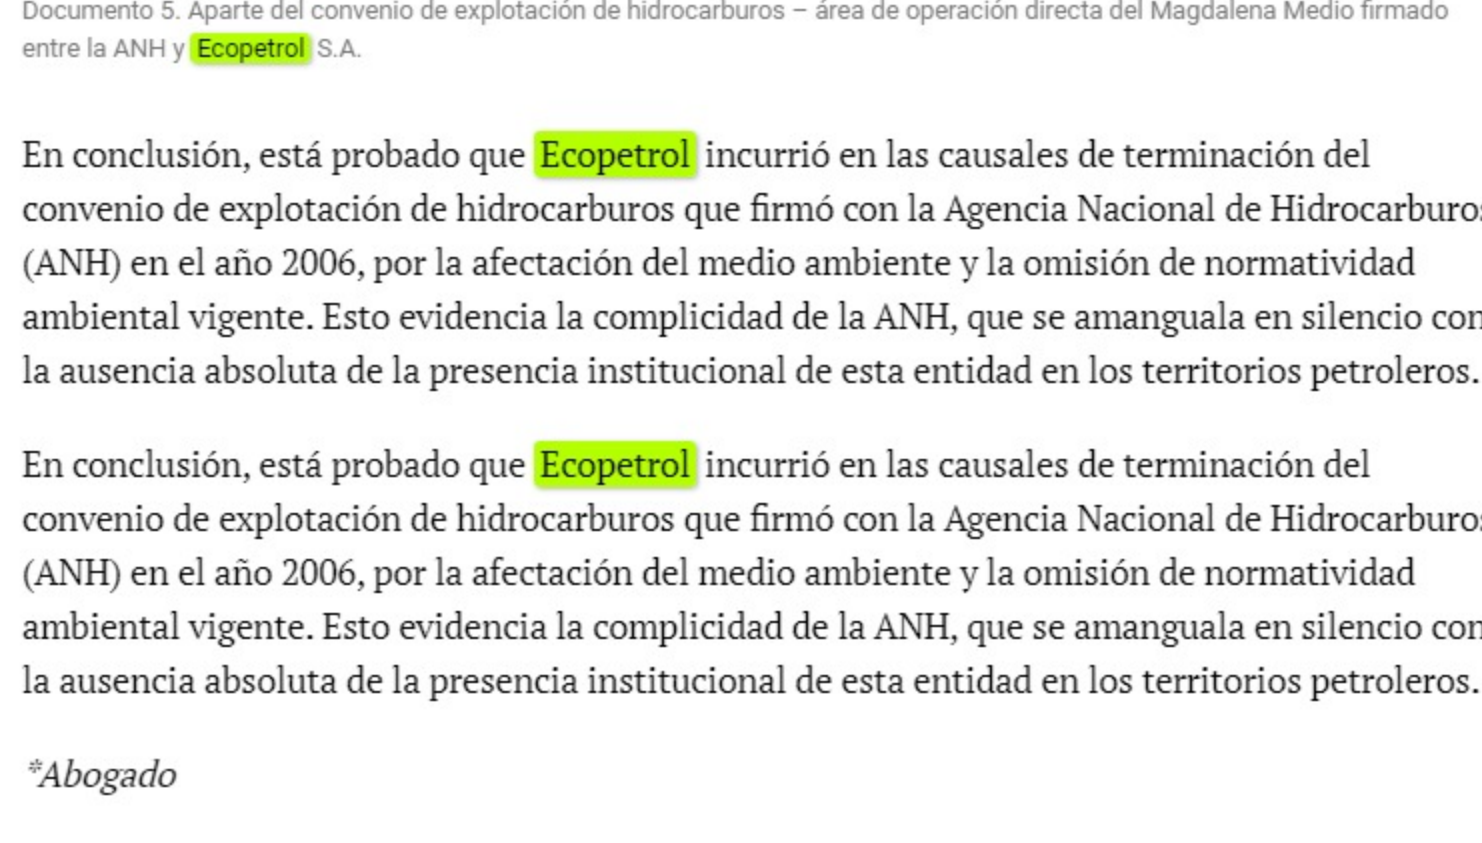 Documento 5. Aparte del convenio de explotación de hidrocarburos – área de operación directa del Magdalena Medio firmado
entre la ANH y Ecopetrol S.A.
En conclusión, está probado que Ecopetrol incurrió en las causales de terminación del
convenio de explotación de hidrocarburos que firmó con la Agencia Nacional de Hidrocarburos
(ANH) en el año 2006, por la afectación del medio ambiente y la omisión de normatividad
ambiental vigente. Esto evidencia la complicidad de la ANH, que se amanguala en silencio con
la ausencia absoluta de la presencia institucional de esta entidad en los territorios petroleros.
En conclusión, está probado que Ecopetrol incurrió en las causales de terminación del
convenio de explotación de hidrocarburos que firmó con la Agencia Nacional de Hidrocarburos
(ANH) en el año 2006, por la afectación del medio ambiente y la omisión de normatividad
ambiental vigente. Esto evidencia la complicidad de la ANH, que se amanguala en silencio con
la ausencia absoluta de la presencia institucional de esta entidad en los territorios petroleros.
*Abogado